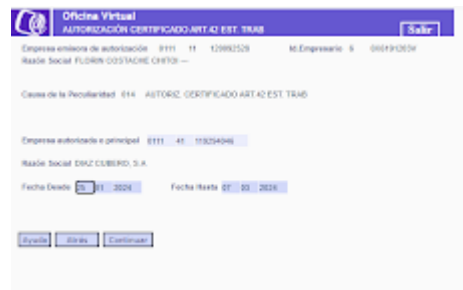 Oficina Virtual
AUTORIZACIÓN CERTIFICADO ART.42 EST. TRAB
Salir
Empresa emisora de autorización 0111 11 Id.Empresario 6
Razón Social FLORIN COSTACHE CHITOI ---
Causa de la Peculiaridad 014 AUTORIZ. CERTIFICADO ART 42 EST. TRAB
Empresa autorizada o principal 0111 41
Razón Social DIAZ CUBERO, S.A.
Fecha Desde 03 2024 Fecha Hasta 07 03 2024
Ayuda Atrás Continuar